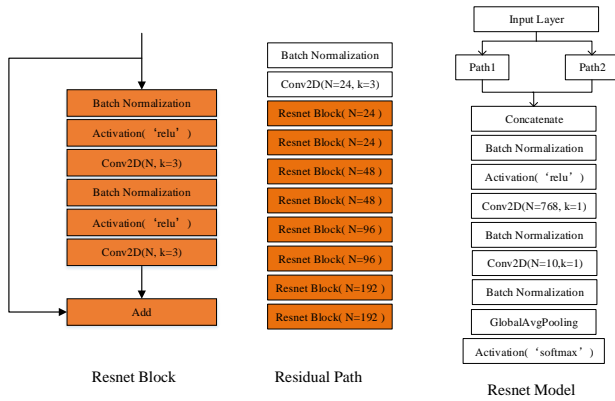 Batch Normalization
Activation( ‘relu’ )
Conv2D(N, k=3)
Batch Normalization
Activation( ‘relu’ )
Conv2D(N, k=3)
Add
Resnet Block
Batch Normalization
Conv2D(N=24, k=3)
Resnet Block( N=24 )
Resnet Block( N=24 )
Resnet Block( N=48 )
Resnet Block( N=48 )
Resnet Block( N=96 )
Resnet Block( N=96 )
Resnet Block( N=192 )
Resnet Block( N=192 )
Residual Path
Input Layer
Path1
Path2
Concatenate
Batch Normalization
Activation( ‘relu’ )
Conv2D(N=768, k=1)
Batch Normalization
Conv2D(N=10,k=1)
Batch Normalization
GlobalAvgPooling
Activation( ‘softmax’ )
Resnet Model